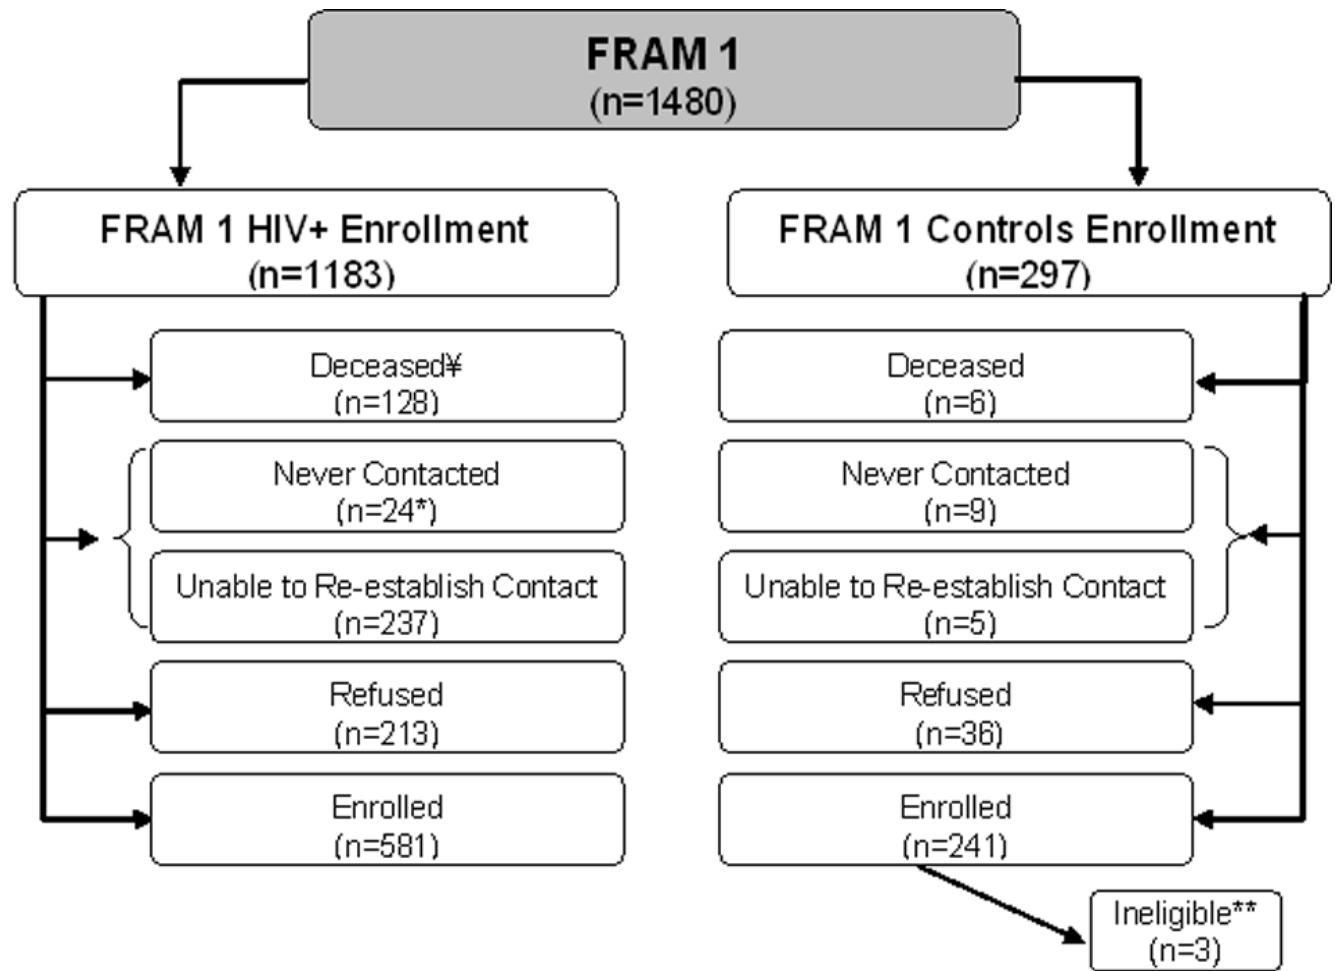 FRAM 1
(n=1480)
FRAM 1 HIV+ Enrollment
(n=1183)
FRAM 1 Controls Enrollment
(n=297)
Deceased¥
(n=128)
Deceased
(n=6)
Never Contacted
(n=24*)
Never Contacted
(n=9)
Unable to Re-establish Contact
(n=237)
Unable to Re-establish Contact
(n=5)
Refused
(n=213)
Refused
(n=36)
Enrolled
(n=581)
Enrolled
(n=241)
Ineligible**
(n=3)